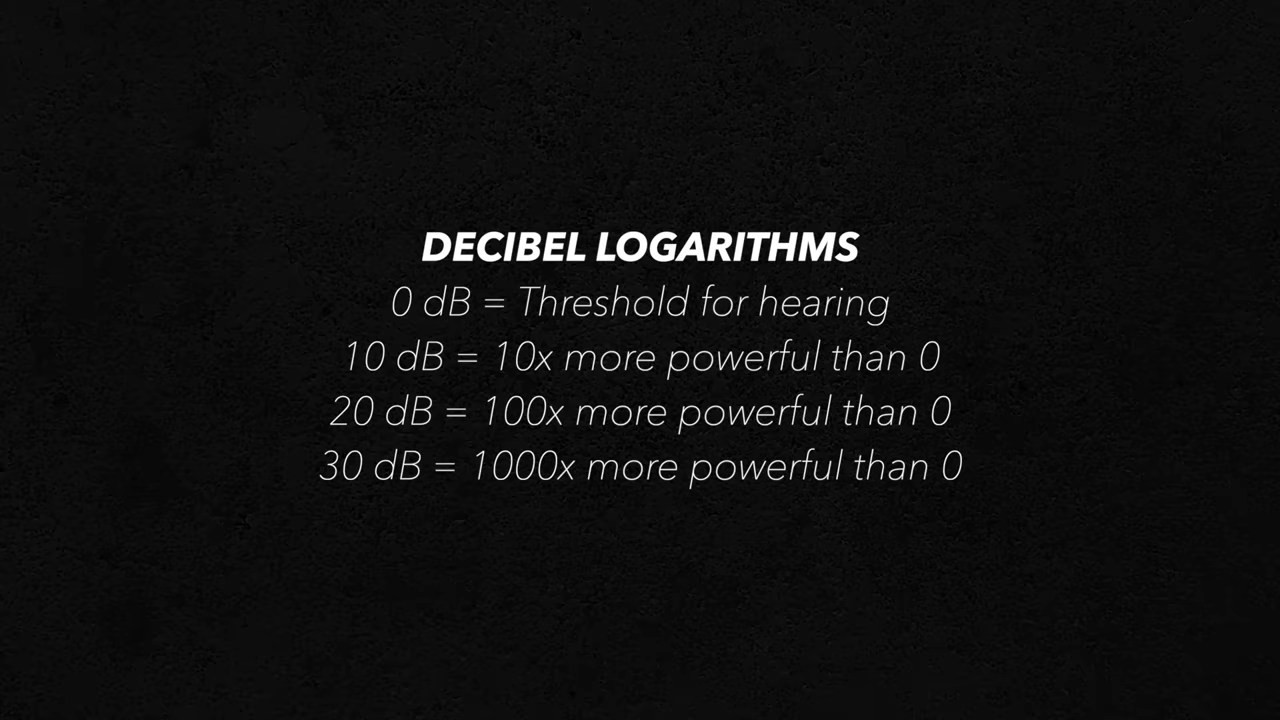 DECIBEL LOGARITHMS
0 dB = Threshold for hearing
10 dB = 10x more powerful than 0
20 dB = 100x more powerful than 0
30 dB = 1000x more powerful than 0